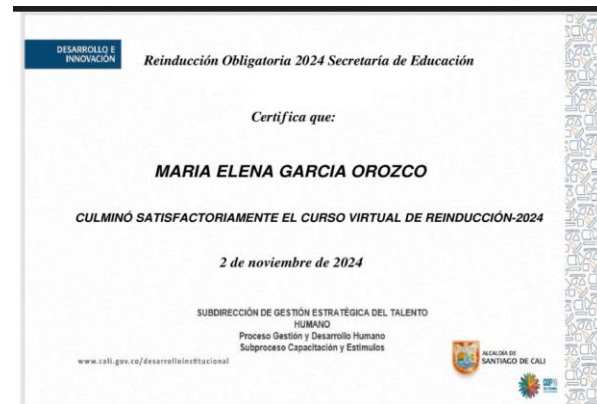 DESARROLLO E
INNOVACIÓN
Reinducción Obligatoria 2024 Secretaría de Educación
Certifica que:
MARIA ELENA GARCIA OROZCO
CULMINÓ SATISFACTORIAMENTE EL CURSO VIRTUAL DE REINDUCCIÓN-2024
2 de noviembre de 2024
SUBDIRECCIÓN DE GESTIÓN ESTRATÉGICA DEL TALENTO
HUMANO
Proceso Gestión y Desarrollo Humano
Subproceso Capacitación y Estímulos
www.cali.gov.co/desarrolloinstitucional
ALCALDÍA DE
SANTIAGO DE CALI